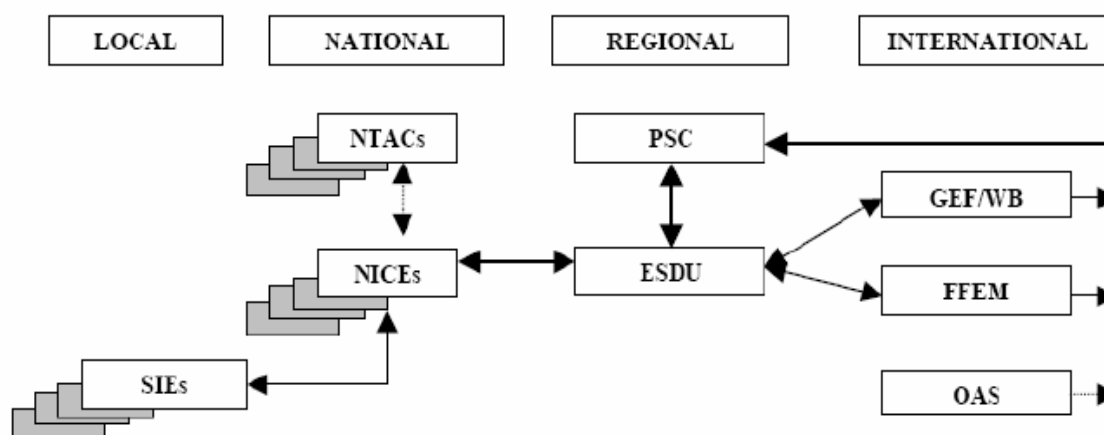 LOCAL
NATIONAL
REGIONAL
INTERNATIONAL
NTACs
PSC
GEF/WB
NICEs
ESDU
FFEM
SIEs
OAS